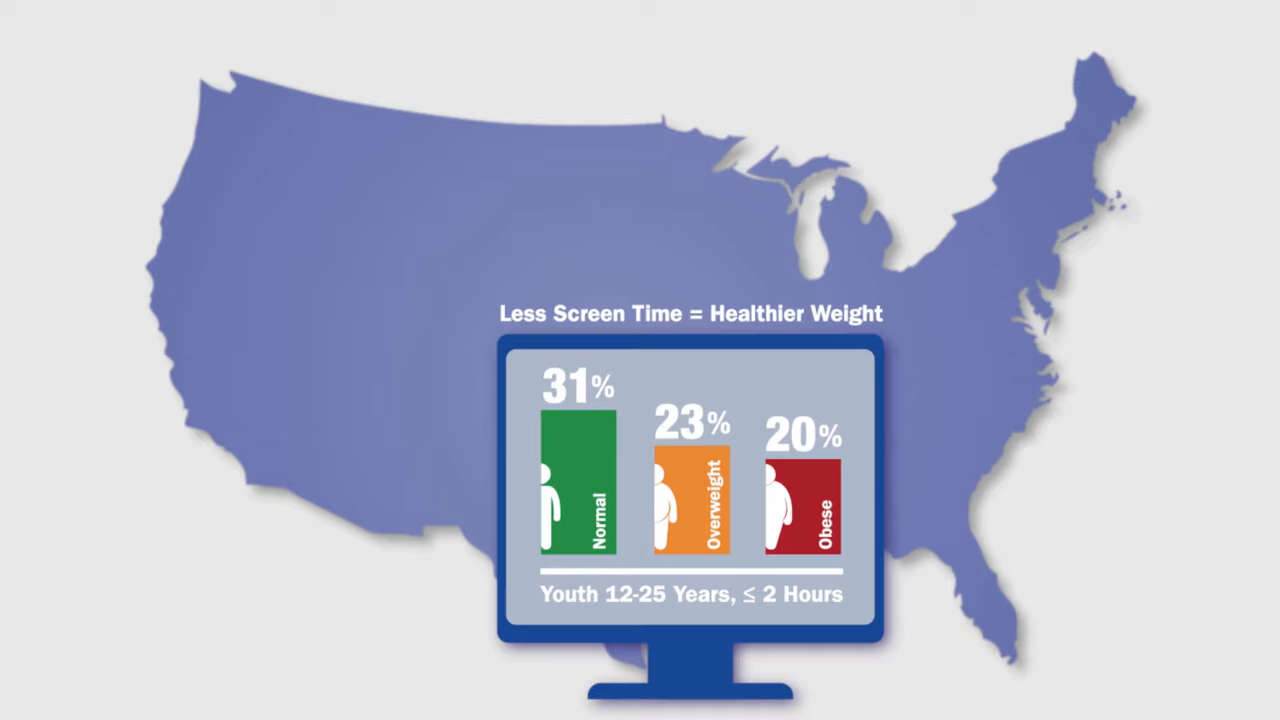 Less Screen Time = Healthier Weight
31%
23%
20%
Normal
Overweight
Obese
Youth 12-25 Years, ≤ 2 Hours